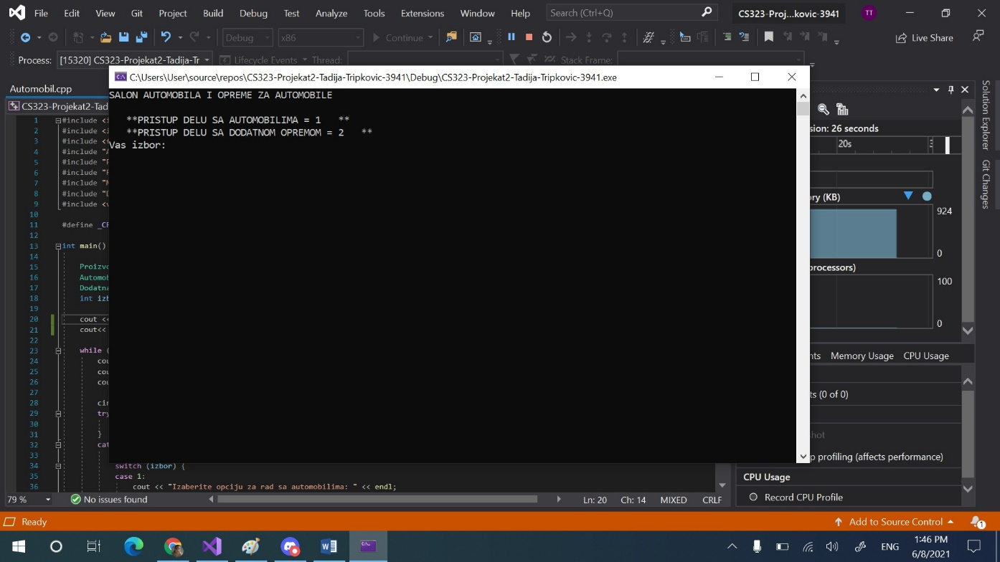 File Edit View Git Project Build Debug Test Analyze Tools Extensions Window Help Search (Ctrl+Q) CS323-Proj...kovic-3941 TT
Debug x86 Continue Live Share
Process: [15320] CS323-Projekat2-Tadija-Tr Lifecycle Events Thread: Stack Frame:
C:\Users\User\source\repos\CS323-Projekat2-Tadija-Tripkovic-3941\Debug\CS323-Projekat2-Tadija-Tripkovic-3941.exe
SALON AUTOMOBILA I OPREME ZA AUTOMOBILE
**PRISTUP DELU SA AUTOMOBILIMA = 1 **
**PRISTUP DELU SA DODATNOM OPREMOM = 2 **
Vas izbor:
Automobil.cpp
CS323-Projekat2-Tad
1 #include <i
2 #include <i
3 #include <
4 #include "A
5 #include "
6 #include "
7 #include "M
8 #include "D
9 #include <v
10
11 #define _CR
12
13 int main()
14
15 Proizvo
16 Automob
17 Dodatna
18 int izb
19
20 cout <<
21 cout<<
22
23 while (
24 cou
25 cou
26 cou
27
28 cin
29 try
30
31 }
32 cat
33
34 switch (izbor) {
35 case 1:
36 cout << "Izaberite opciju za rad sa automobilima: " << endl;
79 % No issues found Ln: 20 Ch: 14 MIXED CRLF
sion: 26 seconds
20s
ry (KB)
924
0
processors)
100
0
nts Memory Usage CPU Usage
ts (0 of 0)
hot
p profiling (affects performance)
CPU Usage
Record CPU Profile
Solution Explorer
Git Changes
Ready Add to Source Control 1
ENG 1:46 PM
6/8/2021